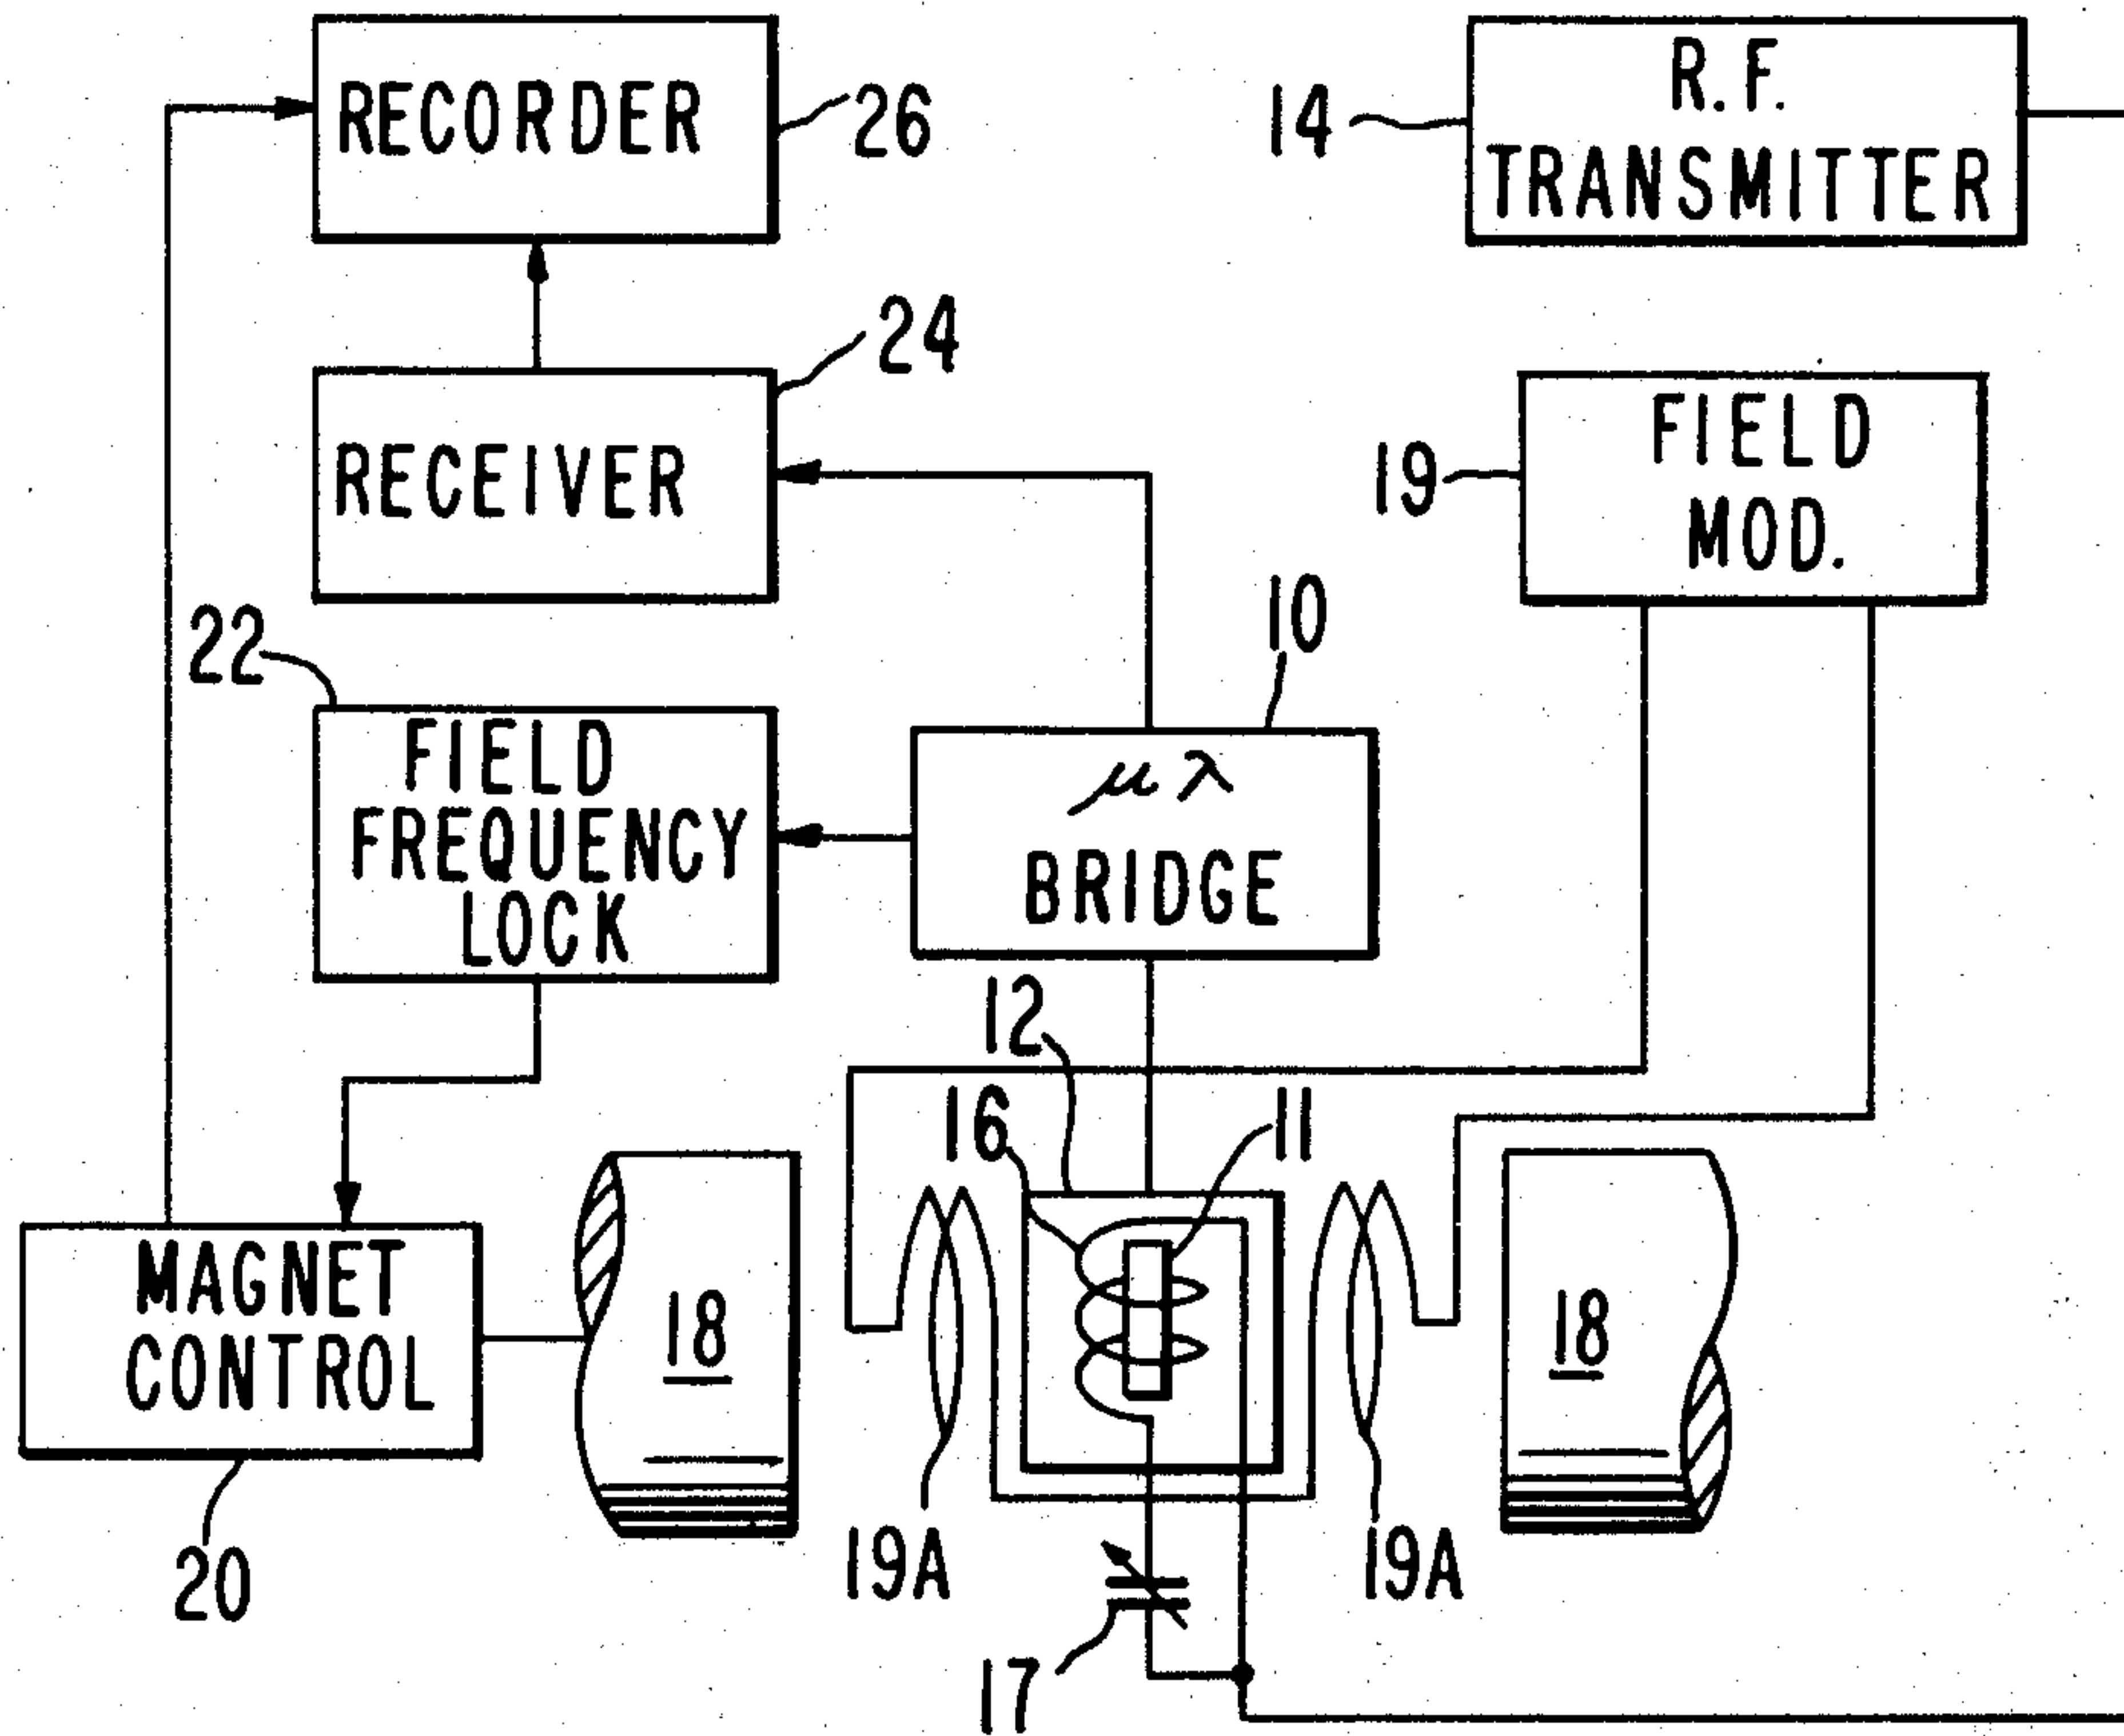 RECORDER
26
14
R.F.
TRANSMITTER
24
RECEIVER
19
FIELD
MOD.
22
10
FIELD
FREQUENCY
LOCK
μλ
BRIDGE
12
16
11
MAGNET
CONTROL
18
18
20
19A
19A
17